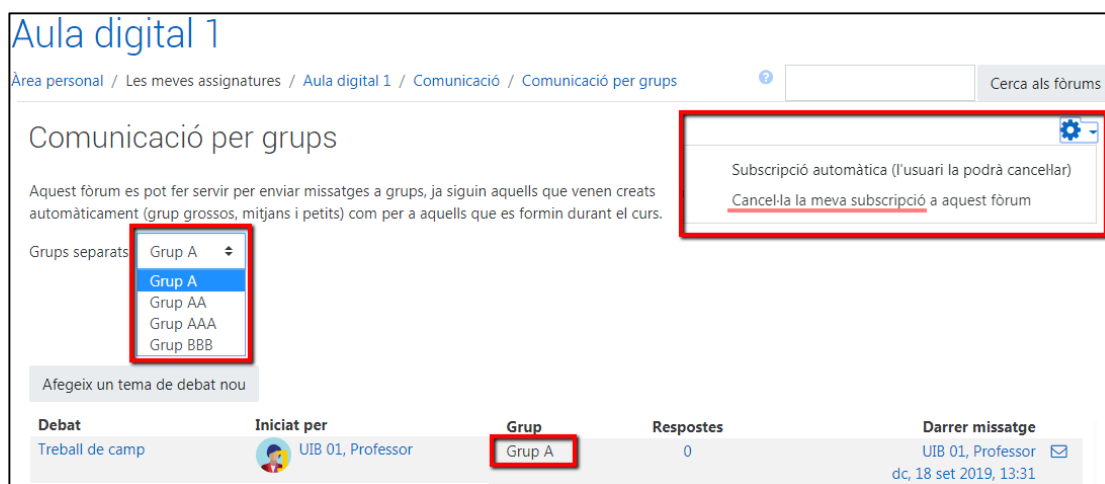 Aula digital 1
Àrea personal / Les meves assignatures / Aula digital 1 / Comunicació / Comunicació per grups
Cerca als fòrums
Comunicació per grups
Subscripció automàtica (l'usuari la podrà cancel·lar)
Cancel·la la meva subscripció a aquest fòrum
Aquest fòrum es pot fer servir per enviar missatges a grups, ja siguin aquells que venen creats
automàticament (grup grossos, mitjans i petits) com per a aquells que es formin durant el curs.
Grups separats Grup A
Grup A
Grup AA
Grup AAA
Grup BBB
Afegeix un tema de debat nou
Debat Iniciat per Grup Respostes Darrer missatge
Treball de camp UIB 01, Professor Grup A 0 UIB 01, Professor
dc, 18 set 2019, 13:31